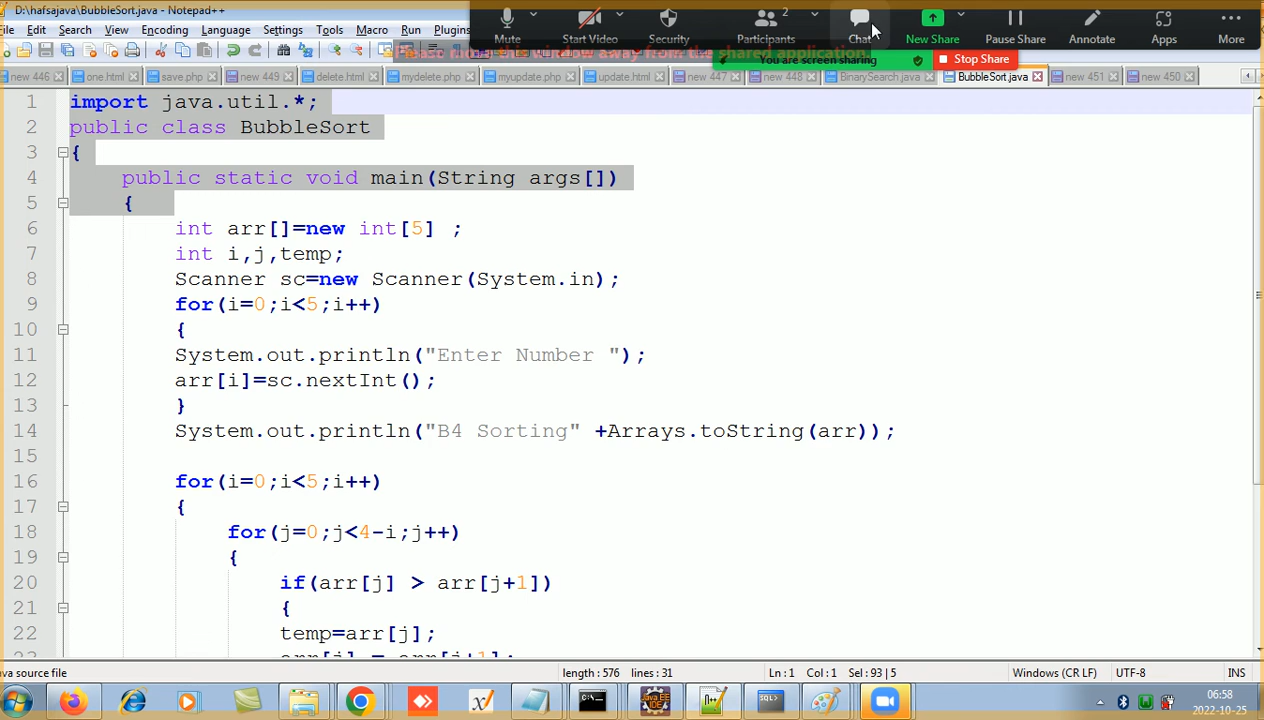 D:\hafsajava\BubbleSort.java - Notepad++
File Edit Search View Encoding Language Settings Tools Macro Run Plugins
Mute Start Video Security Participants 2 Chat New Share Pause Share Annotate Apps More
You are screen sharing Stop Share
new 446 one.html save.php new 449 delete.html mydelete.php myupdate.php update.html new 447 new 448 BinarySearch.java BubbleSort.java new 451 new 450
1 import java.util.*;
2 public class BubbleSort
3 {
4 public static void main(String args[])
5 {
6 int arr[]=new int[5] ;
7 int i,j,temp;
8 Scanner sc=new Scanner(System.in);
9 for(i=0;i<5;i++)
10 {
11 System.out.println("Enter Number ");
12 arr[i]=sc.nextInt();
13 }
14 System.out.println("B4 Sorting" +Arrays.toString(arr));
15
16 for(i=0;i<5;i++)
17 {
18 for(j=0;j<4-i;j++)
19 {
20 if(arr[j] > arr[j+1])
21 {
22 temp=arr[j];
23 arr[j] = arr[j+1];
ava source file length : 576 lines : 31 Ln : 1 Col : 1 Sel : 93 | 5 Windows (CR LF) UTF-8 INS
06:58
2022-10-25